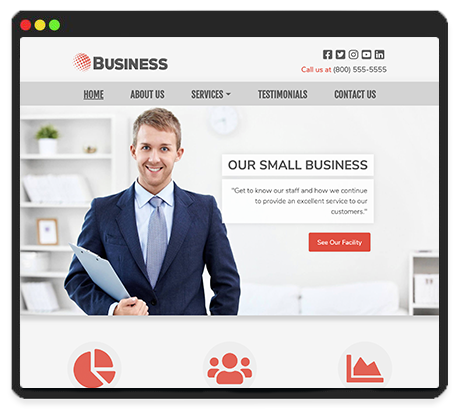 BUSINESS
Call us at (800) 555-5555
HOME ABOUT US SERVICES TESTIMONIALS CONTACT US
OUR SMALL BUSINESS
"Get to know our staff and how we continue
to provide an excellent service to our
customers."
See Our Facility